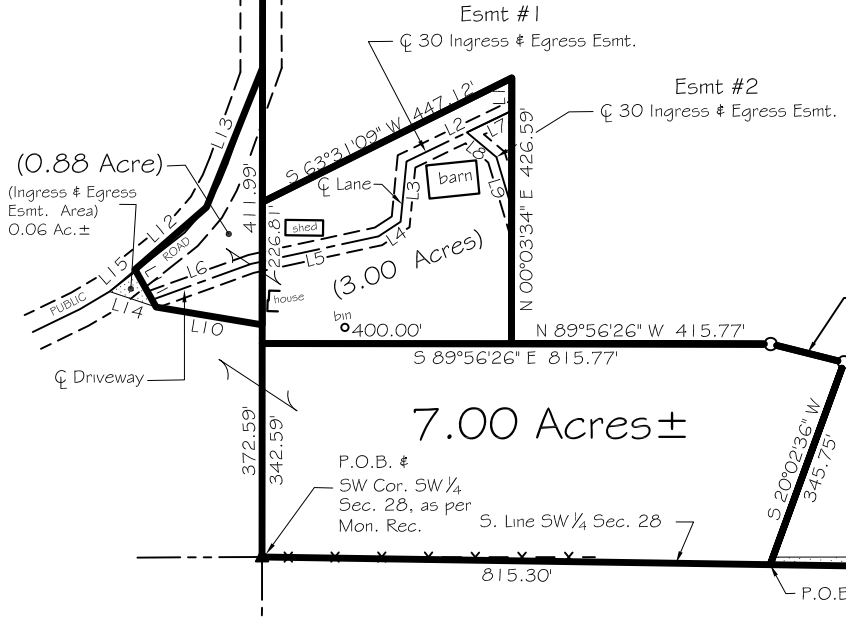 Esmt #1
℄ 30 Ingress & Egress Esmt.
Esmt #2
℄ 30 Ingress & Egress Esmt.
S 63°31'09" W 447.12'
L2
L7
L8
L9
L3
L4
L5
L6
L13
L12
L15
L14
L10
(0.88 Acre)
(Ingress & Egress
Esmt. Area)
0.06 Ac.±
ROAD
PUBLIC
411.99'
226.81'
℄ Lane
barn
shed
house
bin
(3.00 Acres)
N 00°03'34" E 426.59'
400.00'
N 89°56'26" W 415.77'
S 89°56'26" E 815.77'
℄ Driveway
7.00 Acres±
372.59'
342.59'
P.O.B. &
SW Cor. SW ¼
Sec. 28, as per
Mon. Rec.
S. Line SW ¼ Sec. 28
S 20°02'36" W
345.75'
815.30'
P.O.B